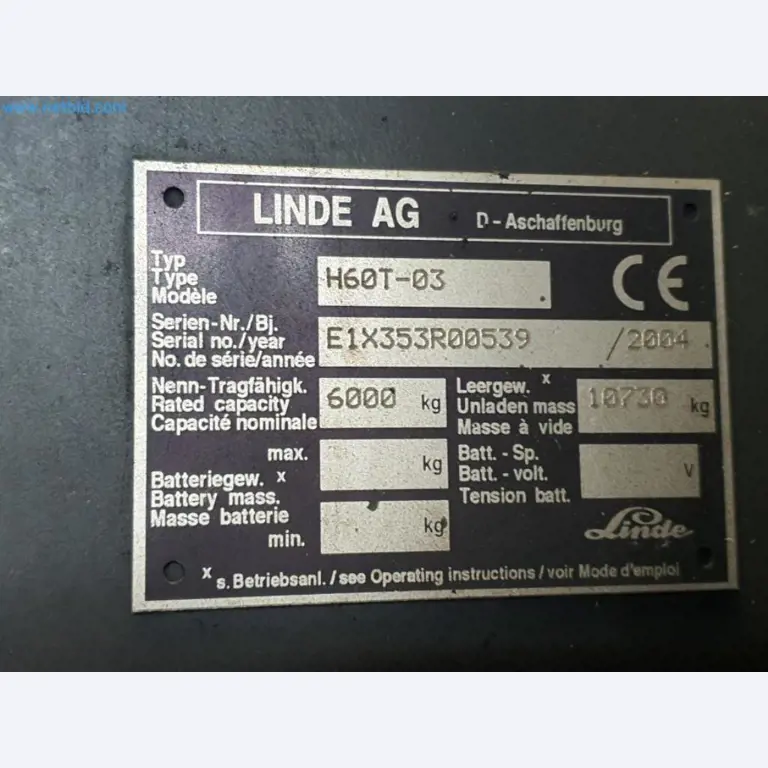 LINDE AG D - Aschaffenburg
Typ
Type
Modèle
H60T-03
CE
Serien-Nr./Bj.
Serial no./year
No. de série/année
E1X353R00539 /2004
Nenn-Tragfähigk.
Rated capacity
Capacité nominale
6000 kg
Leergew. x
Unladen mass
Masse à vide
10730 kg
max. kg
Batteriegew. x
Battery mass.
Masse batterie
min. kg
Batt. - Sp.
Batt. - volt.
Tension batt.
V
Linde
x s. Betriebsanl. / see Operating instructions / voir Mode d'emploi